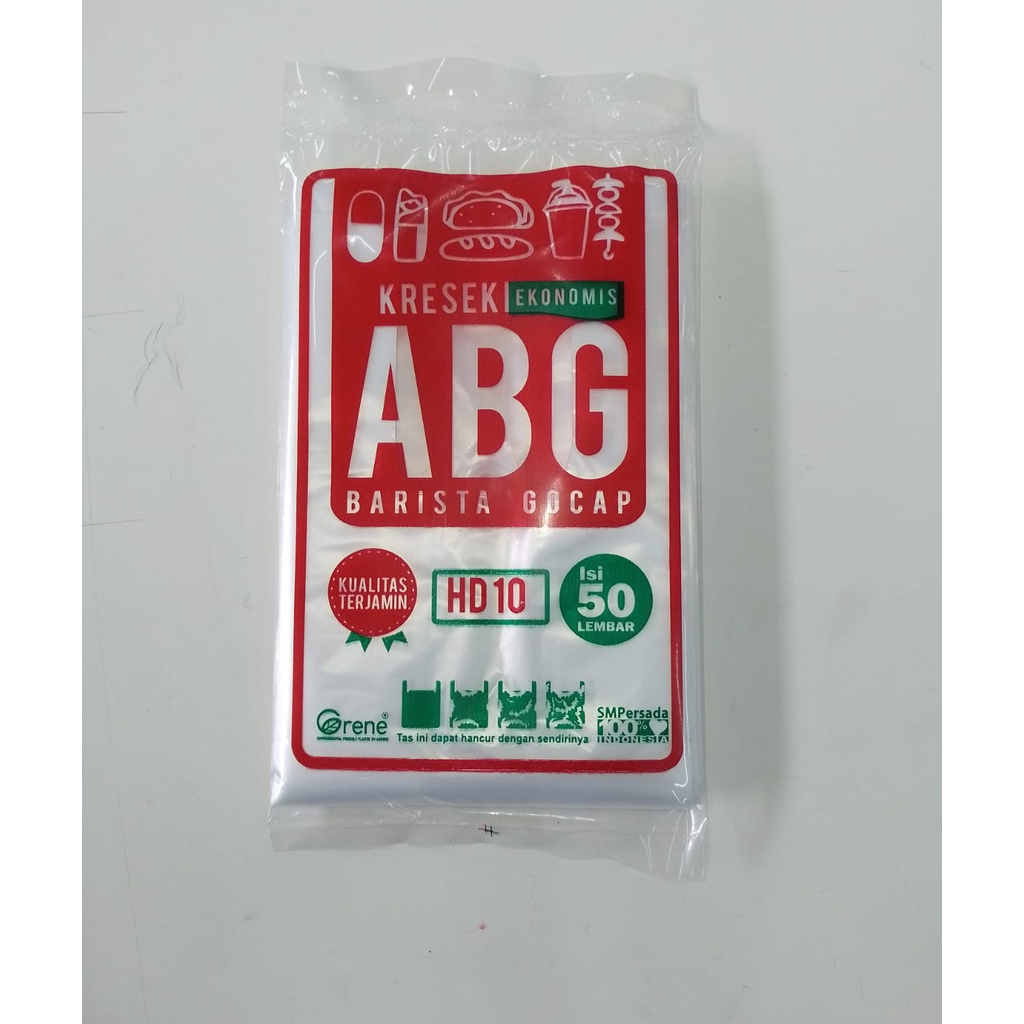 KRESEK EKONOMIS
ABG
BARISTA GOCAP
KUALITAS
TERJAMIN
HD10
Isi
50
LEMBAR
Grene®
Tas ini dapat hancur dengan sendirinya
SMPersada
100%
INDONESIA